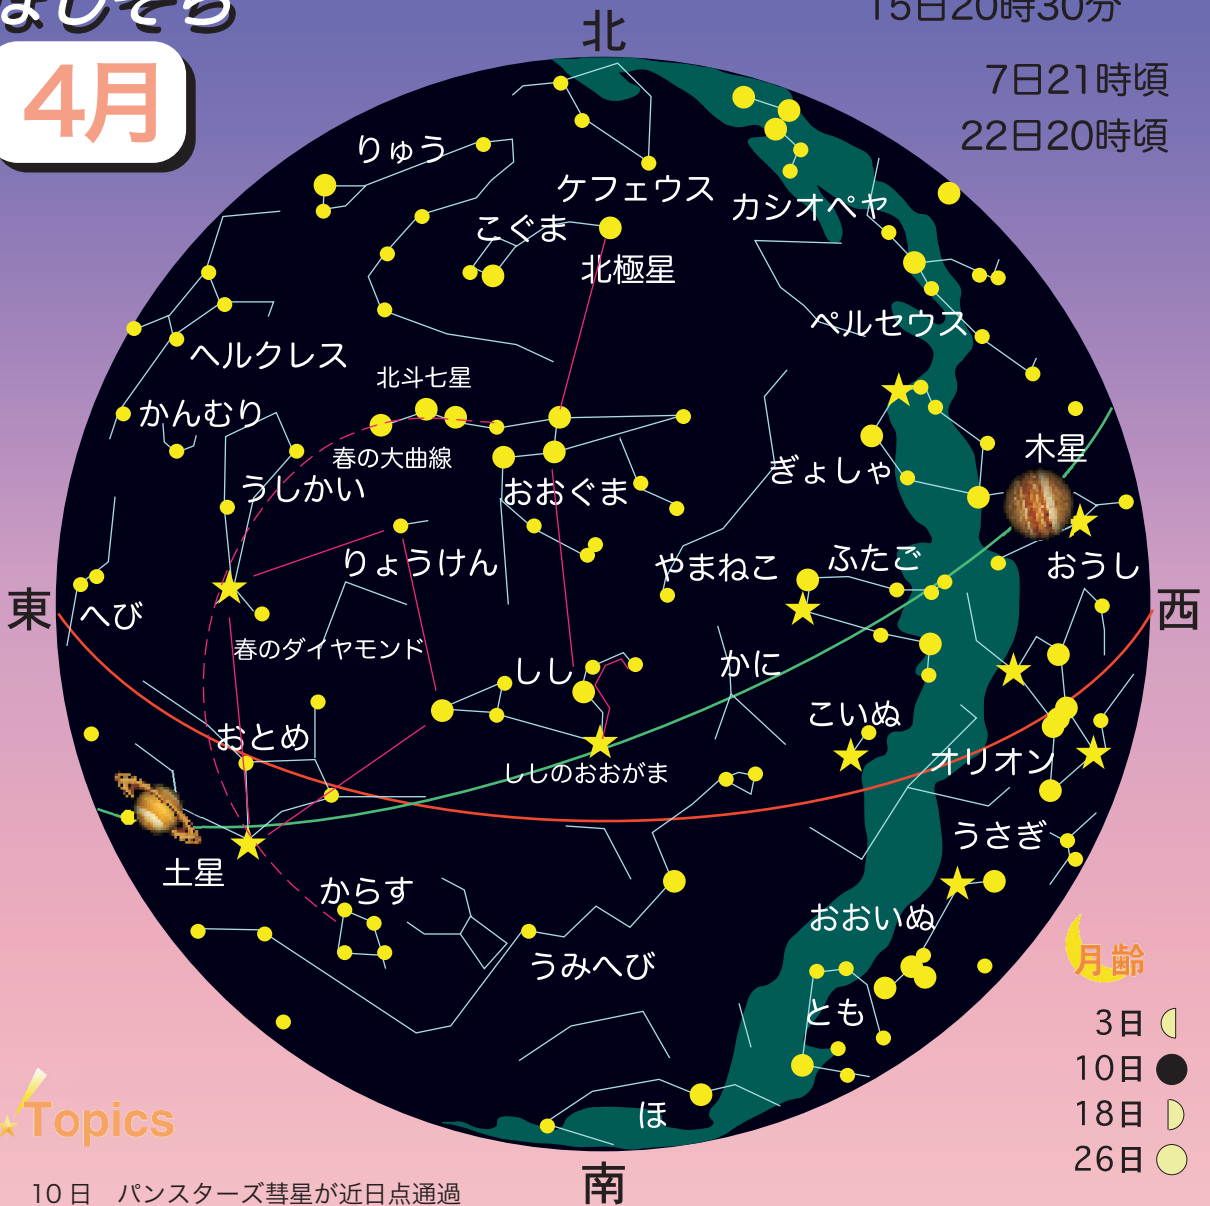 ほしぞら
15日20時30分
4月
7日21時頃
22日20時頃
北
りゅう
ケフェウス
カシオペヤ
こぐま
北極星
ペルセウス
ヘルクレス
北斗七星
かんむり
春の大曲線
木星
うしかい
おおぐま
ぎょしゃ
りょうけん
やまねこ
ふたご
おうし
東
へび
西
春のダイヤモンド
しし
かに
おとめ
こいぬ
ししのおおがま
オリオン
土星
からす
うさぎ
おおいぬ
うみへび
とも
月齢
3日
10日
18日
26日
ほ
南
Topics
10日 パンスターズ彗星が近日点通過